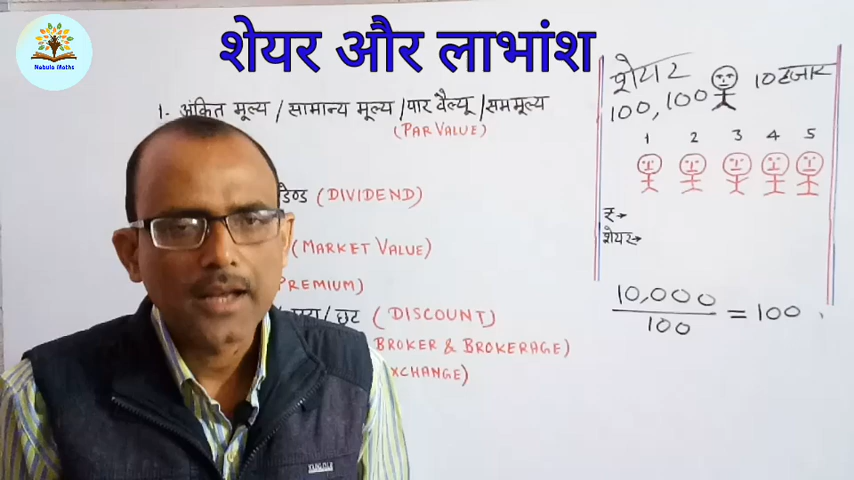 Nebula Maths
शेयर और लाभांश
1- अंकित मूल्य / सामान्य मूल्य / पार वैल्यू / सममूल्य
(PAR VALUE)
(DIVIDEND)
(MARKET VALUE)
PREMIUM)
/ छूट (DISCOUNT)
BROKER & BROKERAGE)
XCHANGE)
शेयर
100,100
10 हजार
1 2 3 4 5
₹→
शेयर→
10,000
100
= 100